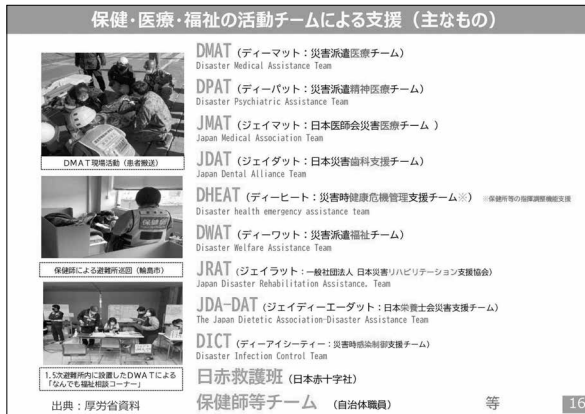 保健・医療・福祉の活動チームによる支援（主なもの）
DMAT（ディーマット：災害派遣医療チーム）
Disaster Medical Assistance Team
DPAT（ディーパット：災害派遣精神医療チーム）
Disaster Psychiatric Assistance Team
JMAT（ジェイマット：日本医師会災害医療チーム ）
Japan Medical Association Team
JDAT（ジェイダット：日本災害歯科支援チーム）
Japan Dental Alliance Team
DHEAT（ディーヒート：災害時健康危機管理支援チーム※） ※保健所等の指揮調整機能支援
Disaster health emergency assistance team
DWAT（ディーワット：災害派遣福祉チーム）
Disaster Welfare Assistance Team
JRAT（ジェイラット：一般社団法人 日本災害リハビリテーション支援協会）
Japan Disaster Rehabilitation Assistance. Team
JDA-DAT（ジェイディーエーダット：日本栄養士会災害支援チーム）
The Japan Dietetic Association-Disaster Assistance Team
DICT（ディーアイシーティー：災害時感染制御支援チーム）
Disaster Infection Control Team
日赤救護班（日本赤十字社）
保健師等チーム （自治体職員） 等
DMAT現場活動（患者搬送）
保健師
保健師による避難所巡回（輪島市）
1.5次避難所内に設置したDWATによる
「なんでも福祉相談コーナー」
出典：厚労省資料
16